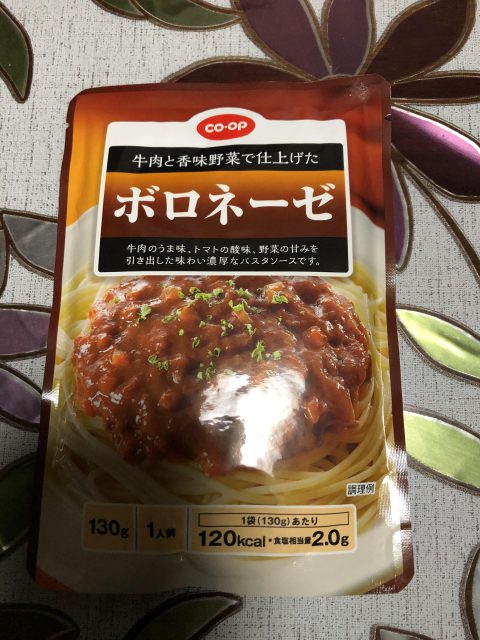 CO-OP
牛肉と香味野菜で仕上げた
ボロネーゼ
牛肉のうま味、トマトの酸味、野菜の甘みを
引き出した味わい濃厚なパスタソースです。
調理例
130g 1人前
1袋(130g)あたり
120kcal・食塩相当量2.0g